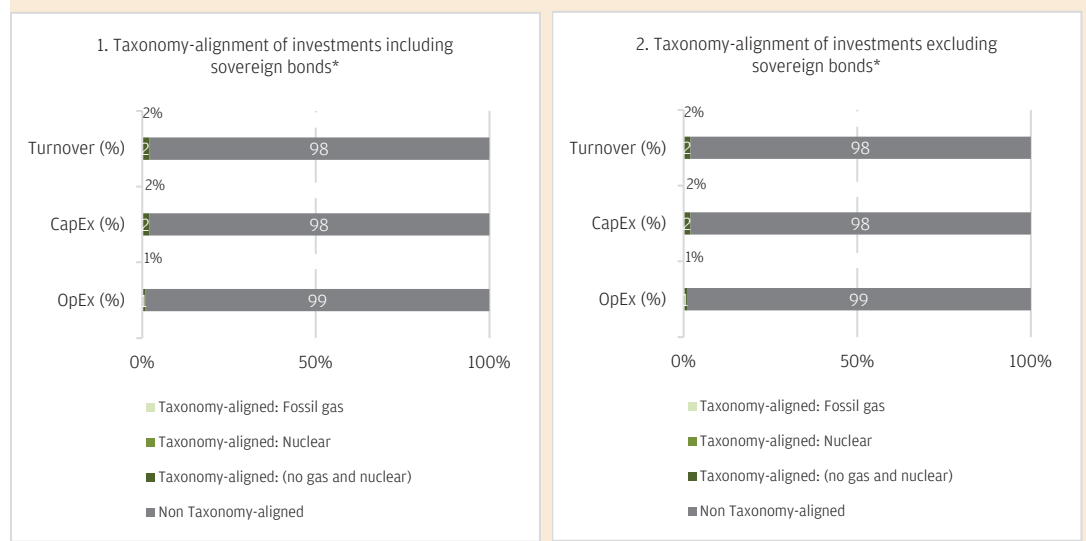 1. Taxonomy-alignment of investments including
sovereign bonds*
2%
Turnover (%)
2
98
2%
CapEx (%)
2
98
1%
OpEx (%)
1
99
0%
50%
100%
Taxonomy-aligned: Fossil gas
Taxonomy-aligned: Nuclear
Taxonomy-aligned: (no gas and nuclear)
Non Taxonomy-aligned
2. Taxonomy-alignment of investments excluding
sovereign bonds*
2%
Turnover (%)
2
98
2%
CapEx (%)
2
98
1%
OpEx (%)
1
99
0%
50%
100%
Taxonomy-aligned: Fossil gas
Taxonomy-aligned: Nuclear
Taxonomy-aligned: (no gas and nuclear)
Non Taxonomy-aligned